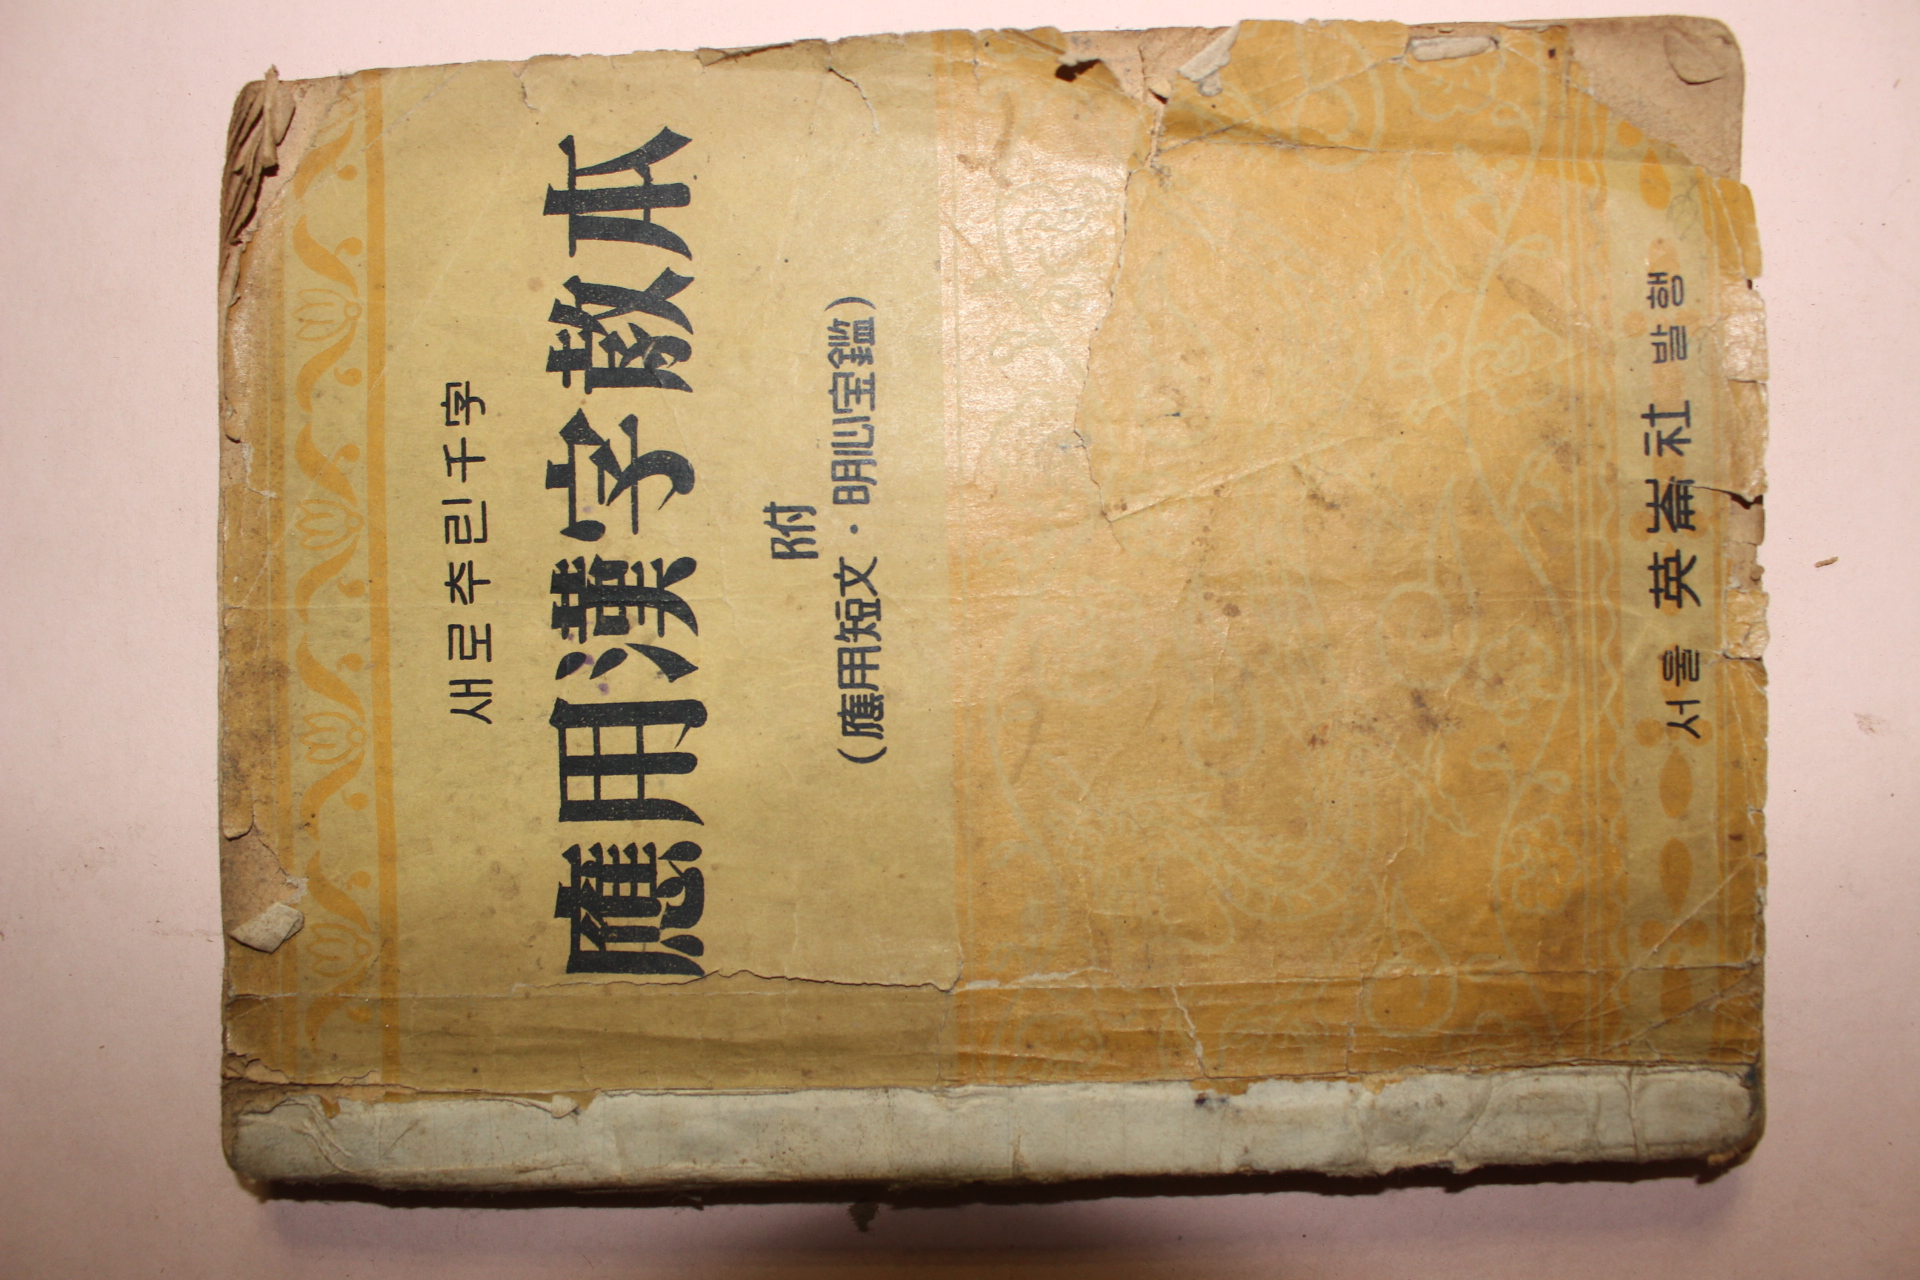 새로추린千字
應用漢字敎本
附
(應用短文·明心宝鑑)
서울 英崙社 발행